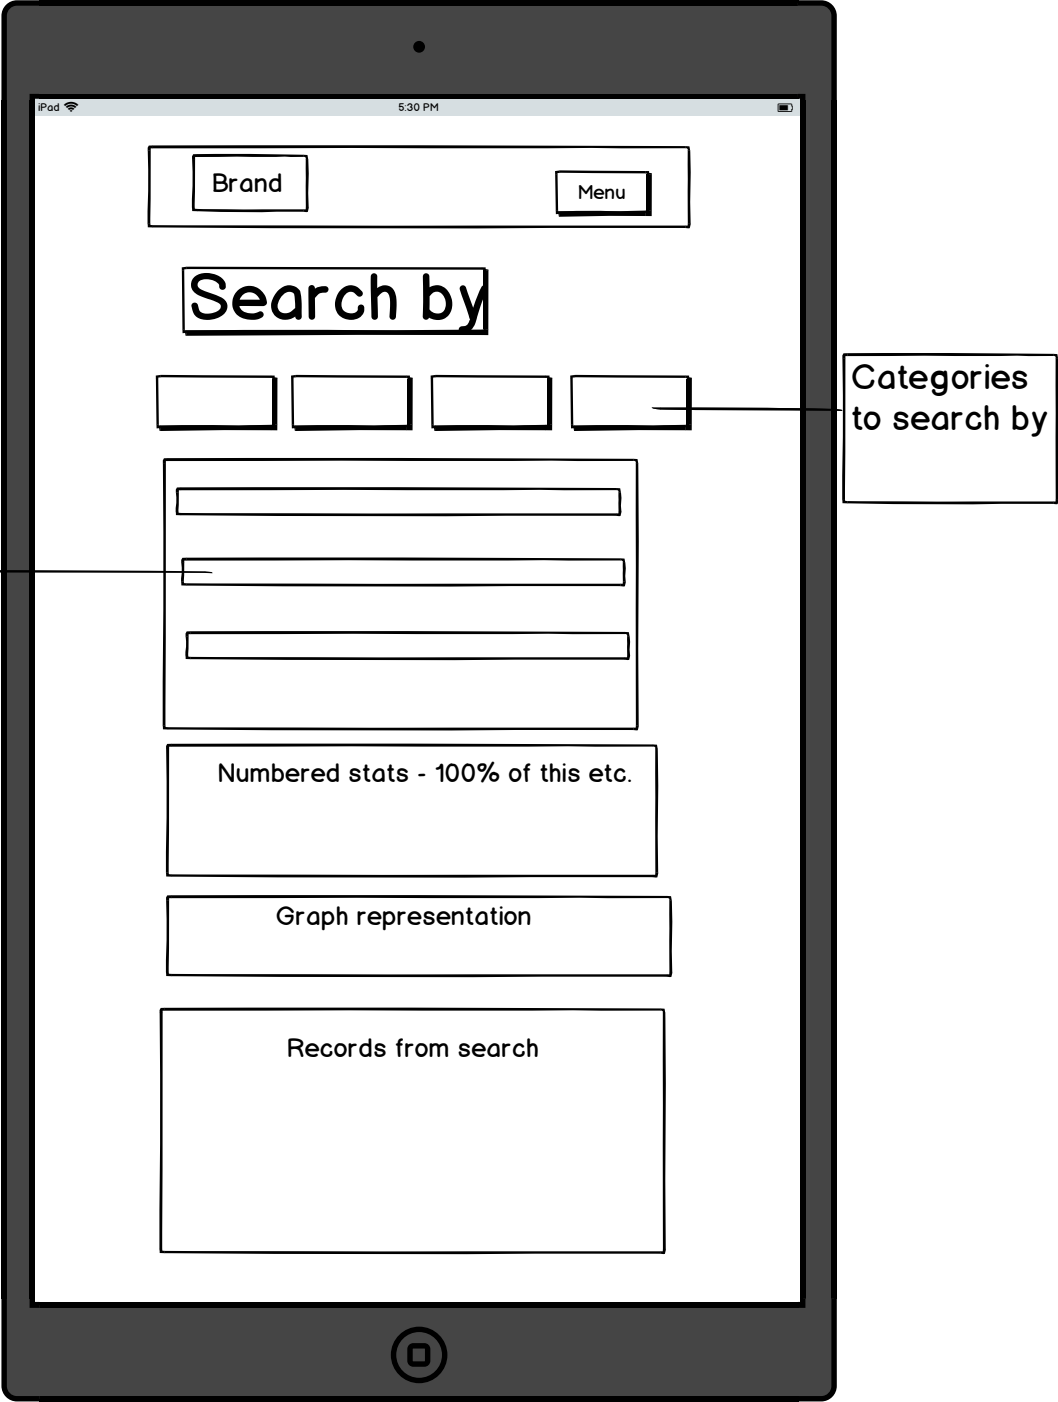 iPad
5:30 PM
Brand
Menu
Search by
Categories
to search by
Numbered stats - 100% of this etc.
Graph representation
Records from search